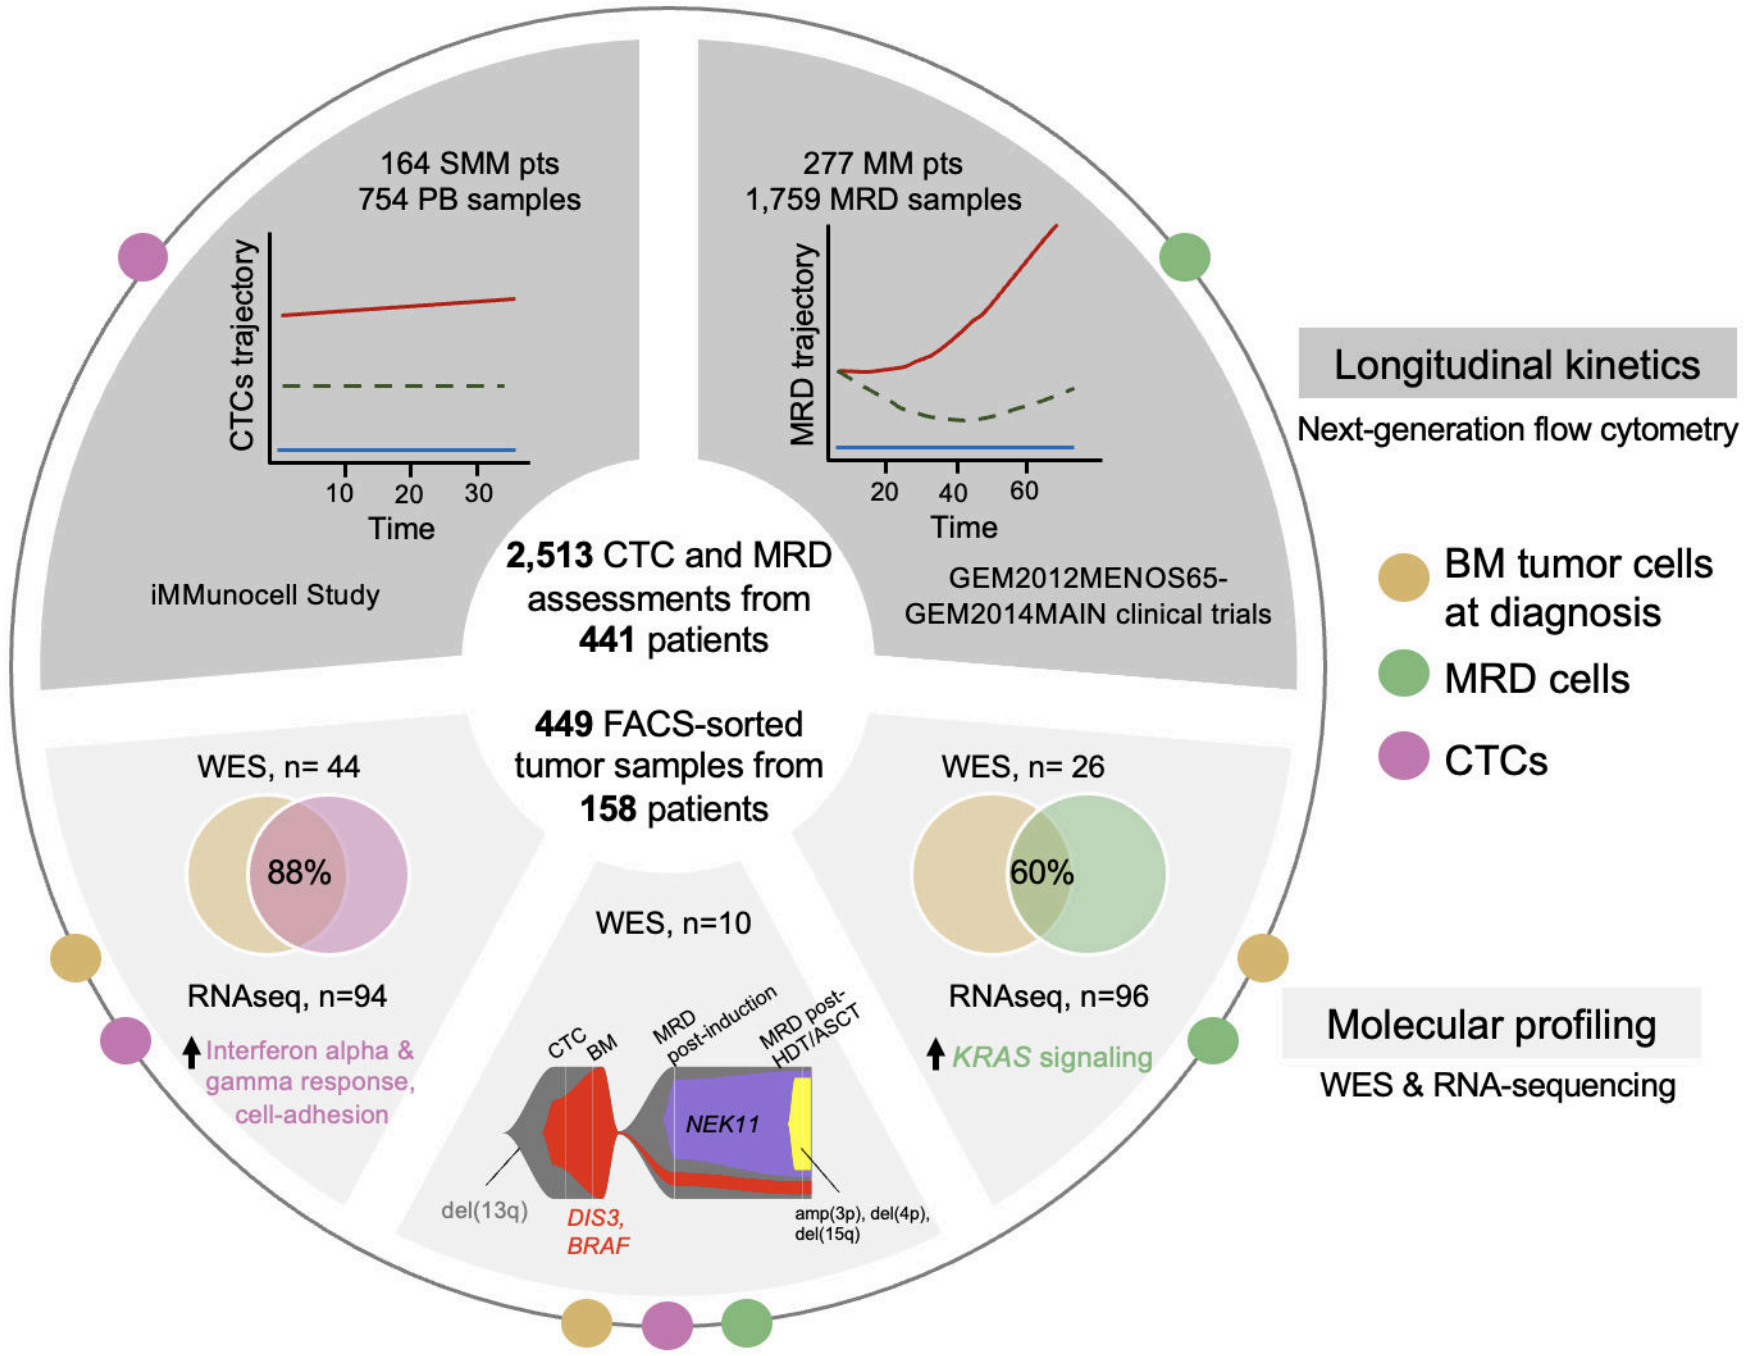 164 SMM pts
754 PB samples
CTCs trajectory
10 20 30
Time
iMMunocell Study
277 MM pts
1,759 MRD samples
MRD trajectory
20 40 60
Time
GEM2012MENOS65-
GEM2014MAIN clinical trials
Longitudinal kinetics
Next-generation flow cytometry
2,513 CTC and MRD
assessments from
441 patients
449 FACS-sorted
tumor samples from
158 patients
BM tumor cells
at diagnosis
MRD cells
CTCs
WES, n= 44
88%
RNAseq, n=94
Interferon alpha &
gamma response,
cell-adhesion
WES, n=10
CTC
BM
MRD
post-induction
MRD post-
HDT/ASCT
NEK11
del(13q)
DIS3,
BRAF
amp(3p), del(4p),
del(15q)
WES, n= 26
60%
RNAseq, n=96
KRAS signaling
Molecular profiling
WES & RNA-sequencing